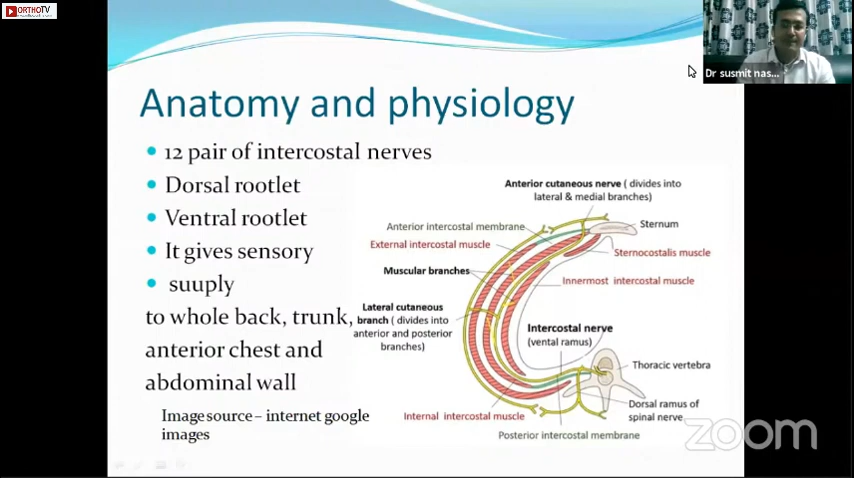 ORTHOTV
Dr susmit nas...
Anatomy and physiology
12 pair of intercostal nerves
Dorsal rootlet
Ventral rootlet
It gives sensory
suuply
to whole back, trunk,
anterior chest and
abdominal wall
Image source – internet google
images
Anterior cutaneous nerve ( divides into
lateral & medial branches)
Anterior intercostal membrane
Sternum
External intercostal muscle
Sternocostalis muscle
Muscular branches
Innermost intercostal muscle
Lateral cutaneous
branch ( divides into
anterior and posterior
branches)
Intercostal nerve
(vental ramus)
Thoracic vertebra
Dorsal ramus of
spinal nerve
Internal intercostal muscle
Posterior intercostal membrane
zoom